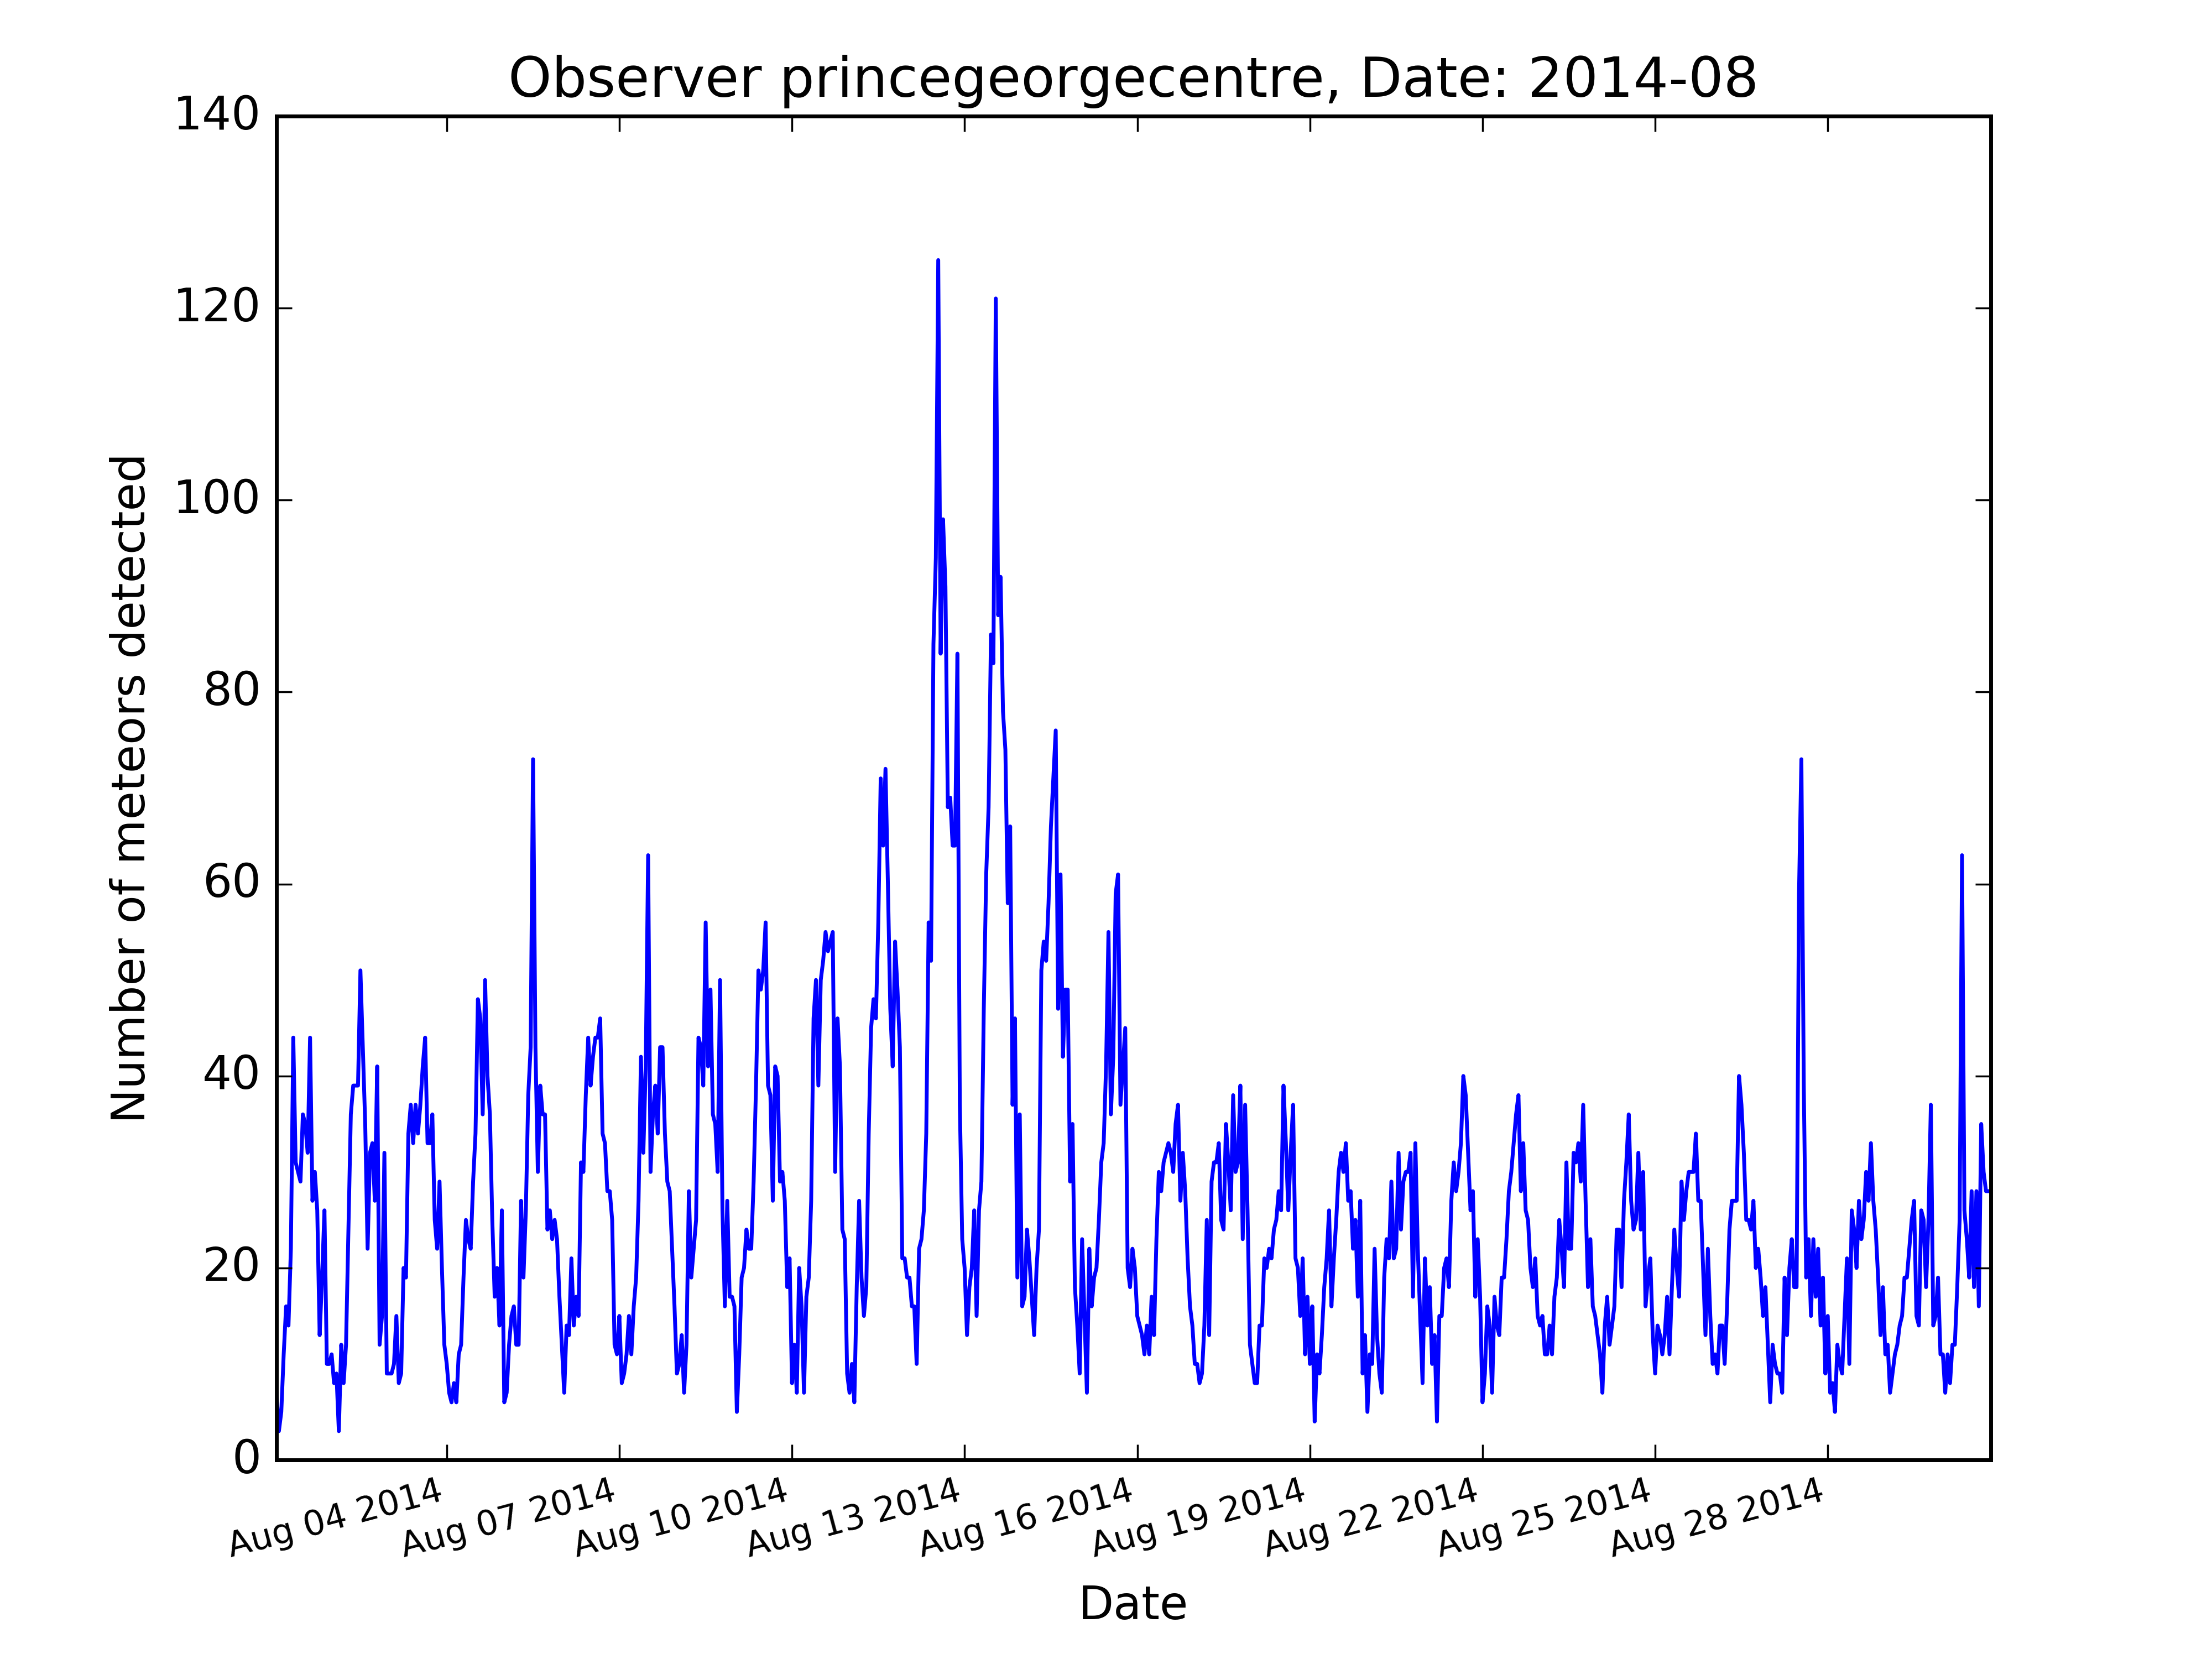 Observer princegeorgecentre, Date: 2014-08
140
120
100
80
60
40
20
0
Number of meteors detected
Aug 04 2014
Aug 07 2014
Aug 10 2014
Aug 13 2014
Aug 16 2014
Aug 19 2014
Aug 22 2014
Aug 25 2014
Aug 28 2014
Date